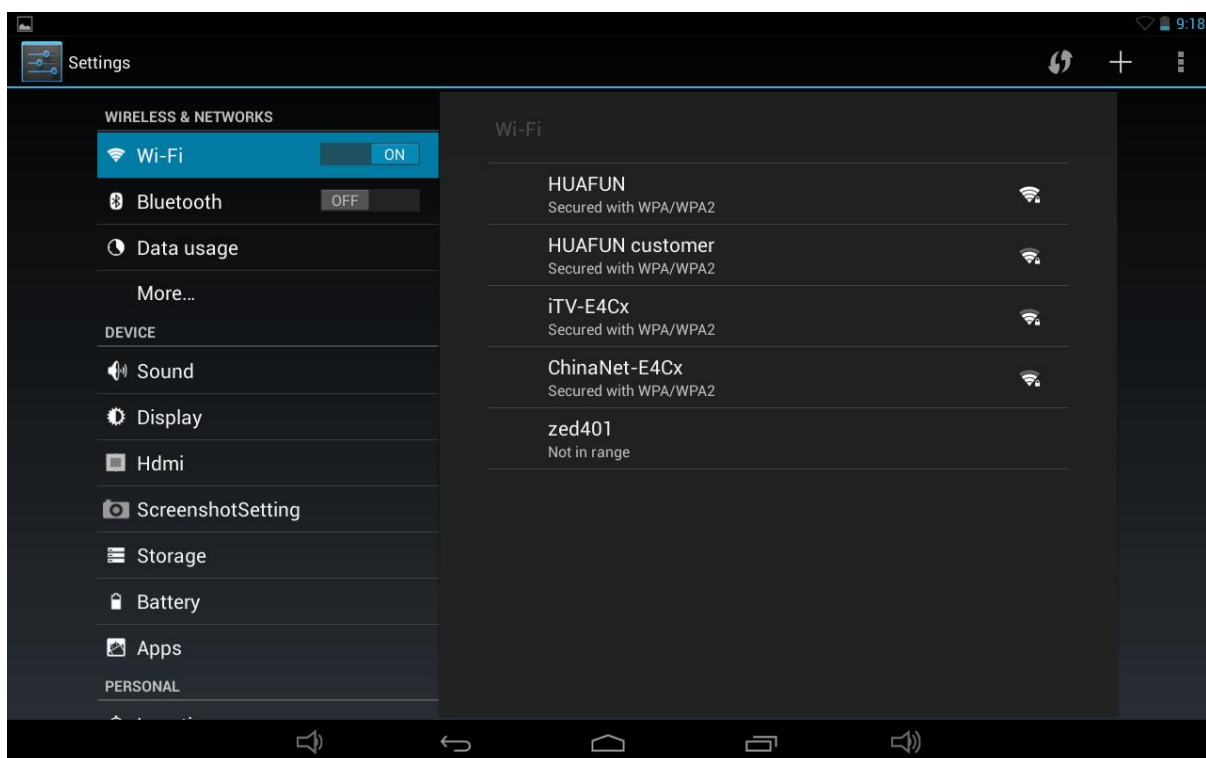 9:18
Settings
WIRELESS & NETWORKS
Wi-Fi
ON
Bluetooth
OFF
Data usage
More...
DEVICE
Sound
Display
Hdmi
ScreenshotSetting
Storage
Battery
Apps
PERSONAL
Wi-Fi
HUAFUN
Secured with WPA/WPA2
HUAFUN customer
Secured with WPA/WPA2
iTV-E4Cx
Secured with WPA/WPA2
ChinaNet-E4Cx
Secured with WPA/WPA2
zed401
Not in range